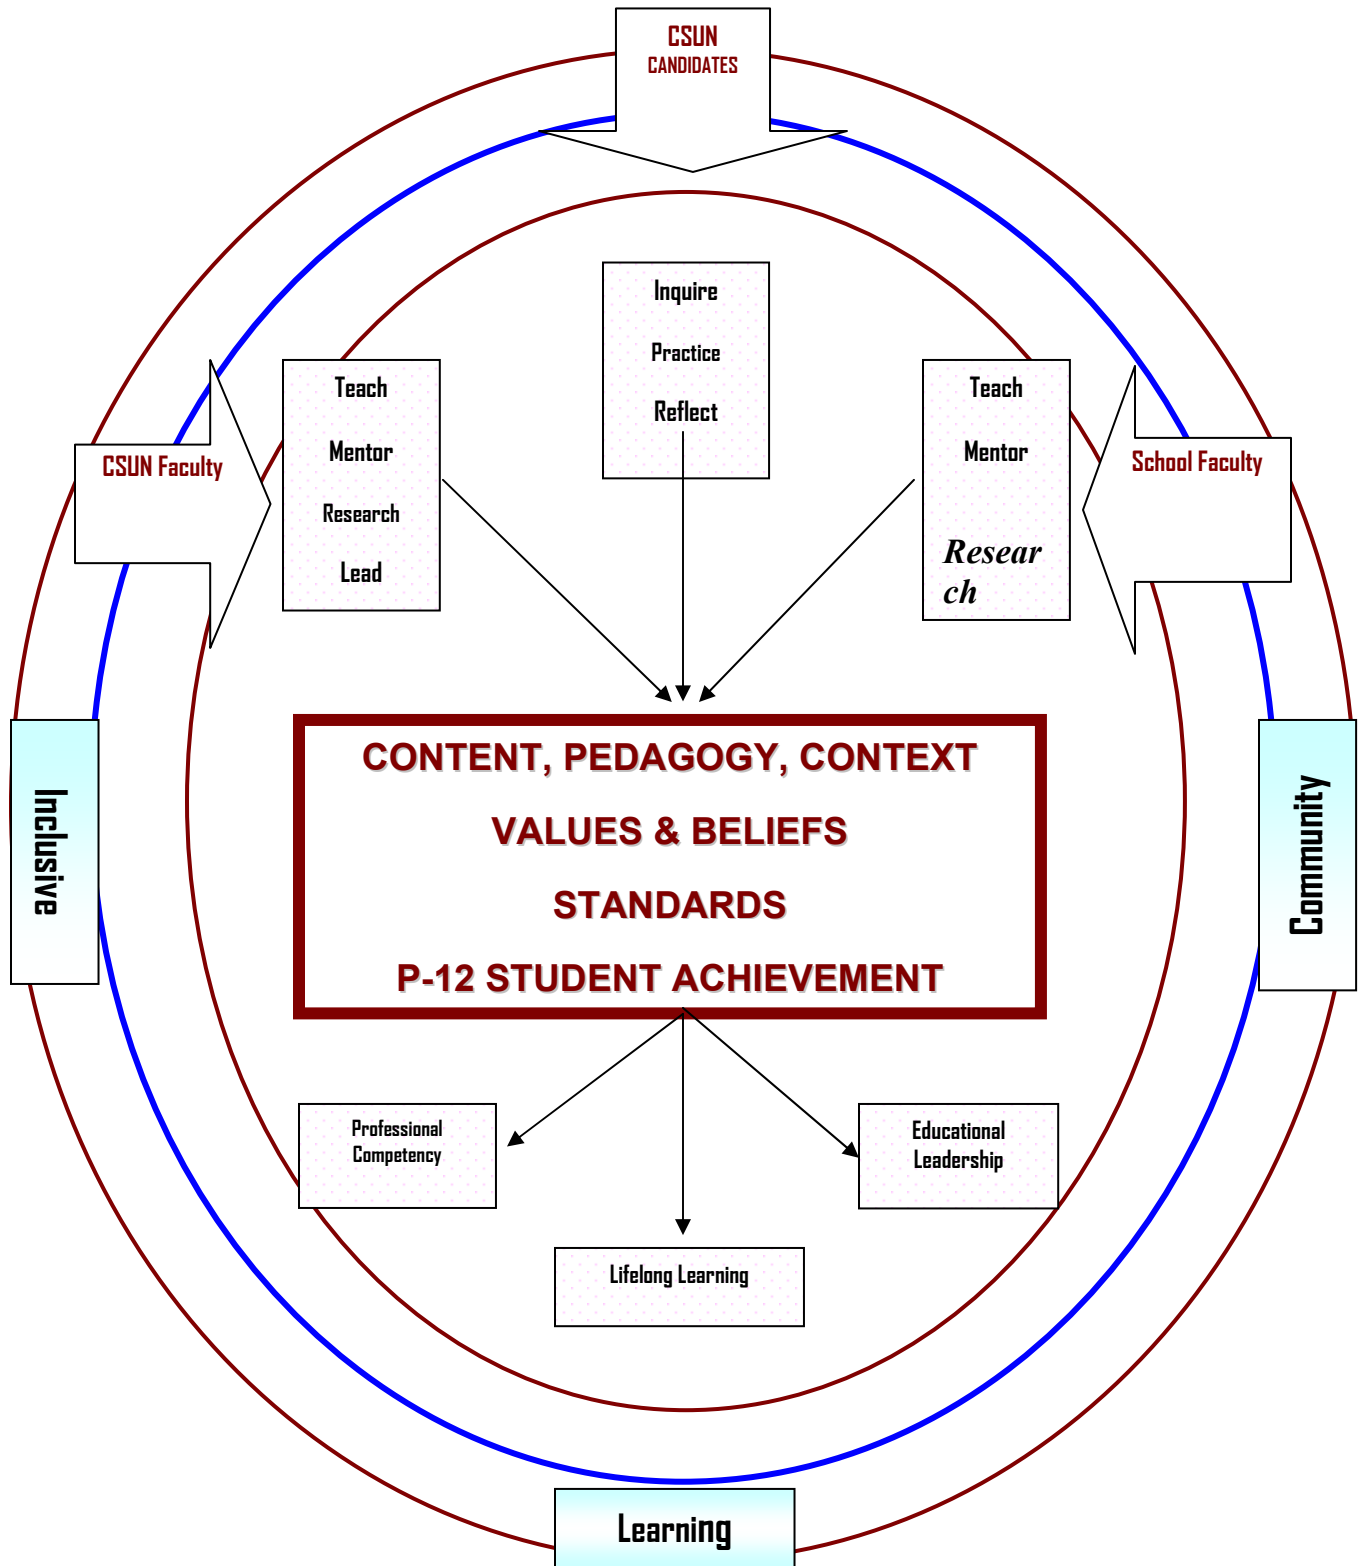 CSUN
CANDIDATES
Inquire
Practice
Reflect
Teach
Mentor
Research
Lead
Teach
Mentor
Resear
ch
CSUN Faculty
School Faculty
CONTENT, PEDAGOGY, CONTEXT
VALUES & BELIEFS
STANDARDS
P-12 STUDENT ACHIEVEMENT
Inclusive
Community
Professional
Competency
Educational
Leadership
Lifelong Learning
Learning